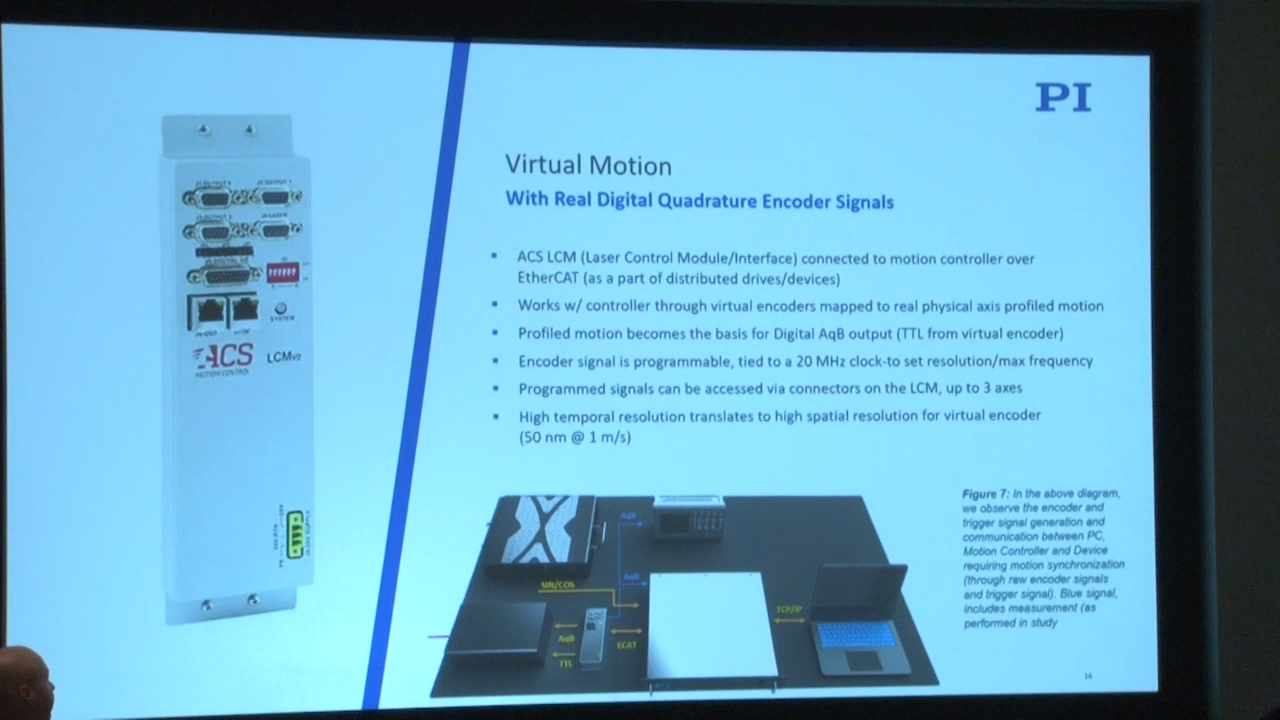 PI
Virtual Motion
With Real Digital Quadrature Encoder Signals
▪ ACS LCM (Laser Control Module/Interface) connected to motion controller over
EtherCAT (as a part of distributed drives/devices)
▪ Works w/ controller through virtual encoders mapped to real physical axis profiled motion
▪ Profiled motion becomes the basis for Digital AqB output (TTL from virtual encoder)
▪ Encoder signal is programmable, tied to a 20 MHz clock-to set resolution/max frequency
▪ Programmed signals can be accessed via connectors on the LCM, up to 3 axes
▪ High temporal resolution translates to high spatial resolution for virtual encoder
(50 nm @ 1 m/s)
SYSTEM
ACS
MOTION CONTROL
LCMv2
AqB
AqB
SIN/COS
TCP/IP
AqB
ECAT
TTL
Figure 7: In the above diagram,
we observe the encoder and
trigger signal generation and
communication between PC,
Motion Controller and Device
requiring motion synchronization
(through raw encoder signals
and trigger signal). Blue signal,
includes measurement (as
performed in study
14